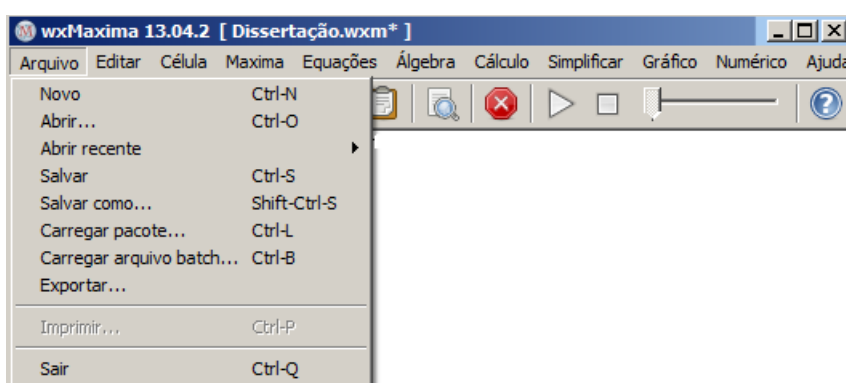 wxMaxima 13.04.2 [ Dissertação.wxm* ]
Arquivo Editar Célula Maxima Equações Álgebra Cálculo Simplificar Gráfico Numérico Ajuda
Novo Ctrl-N
Abrir... Ctrl-O
Abrir recente
Salvar Ctrl-S
Salvar como... Shift-Ctrl-S
Carregar pacote... Ctrl-L
Carregar arquivo batch... Ctrl-B
Exportar...
Imprimir... Ctrl-P
Sair Ctrl-Q